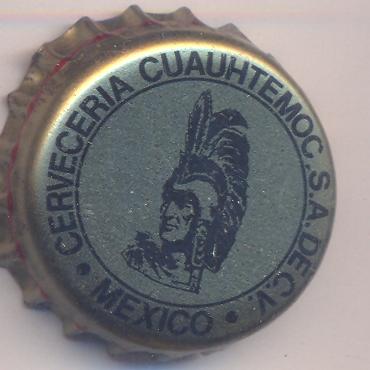 CERVECERIA CUAUHTEMOC, S.A. DE C.V.
• MEXICO •